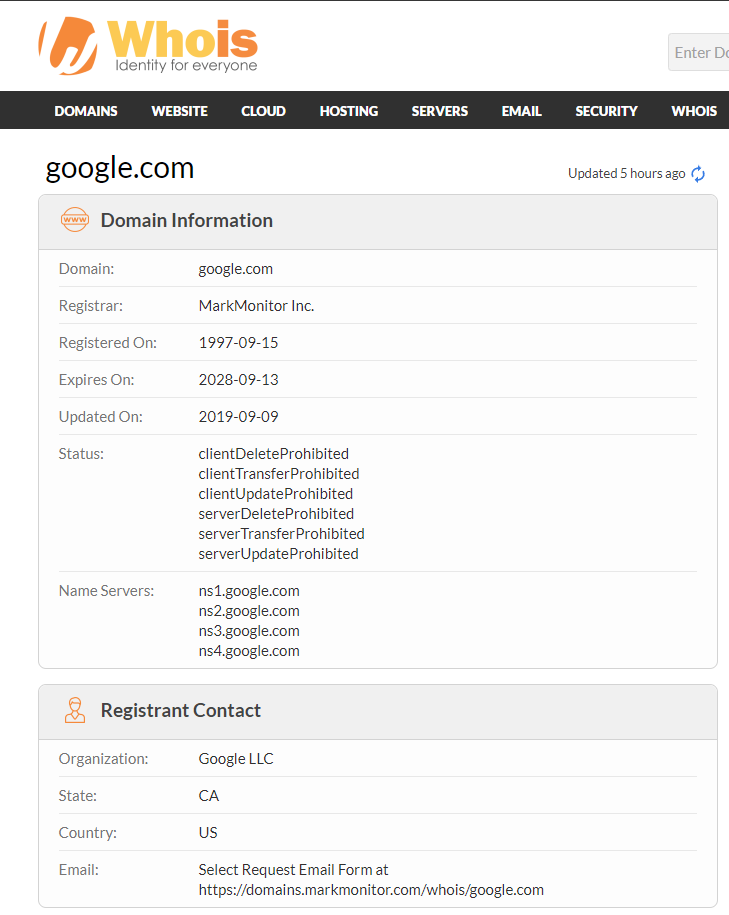 Whois
Identity for everyone
Enter Do
DOMAINS WEBSITE CLOUD HOSTING SERVERS EMAIL SECURITY WHOIS
google.com
Updated 5 hours ago
www Domain Information
Domain: google.com
Registrar: MarkMonitor Inc.
Registered On: 1997-09-15
Expires On: 2028-09-13
Updated On: 2019-09-09
Status: clientDeleteProhibited
clientTransferProhibited
clientUpdateProhibited
serverDeleteProhibited
serverTransferProhibited
serverUpdateProhibited
Name Servers: ns1.google.com
ns2.google.com
ns3.google.com
ns4.google.com
Registrant Contact
Organization: Google LLC
State: CA
Country: US
Email: Select Request Email Form at
https://domains.markmonitor.com/whois/google.com